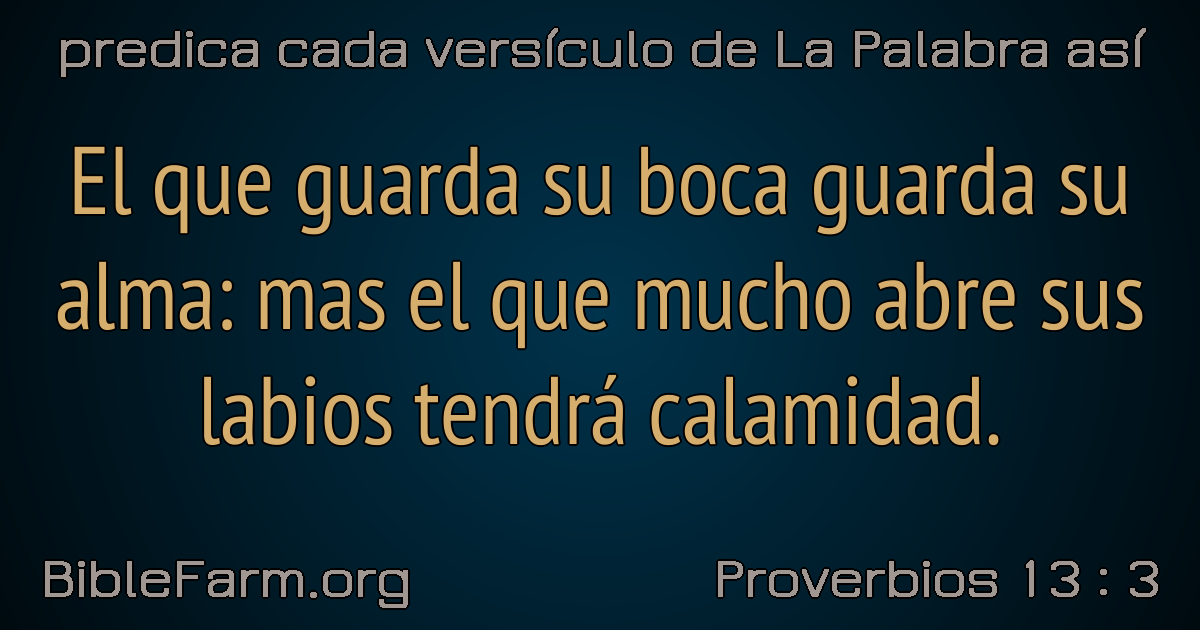 predica cada versículo de La Palabra así
El que guarda su boca guarda su
alma: mas el que mucho abre sus
labios tendrá calamidad.
BibleFarm.org
Proverbios 13 : 3